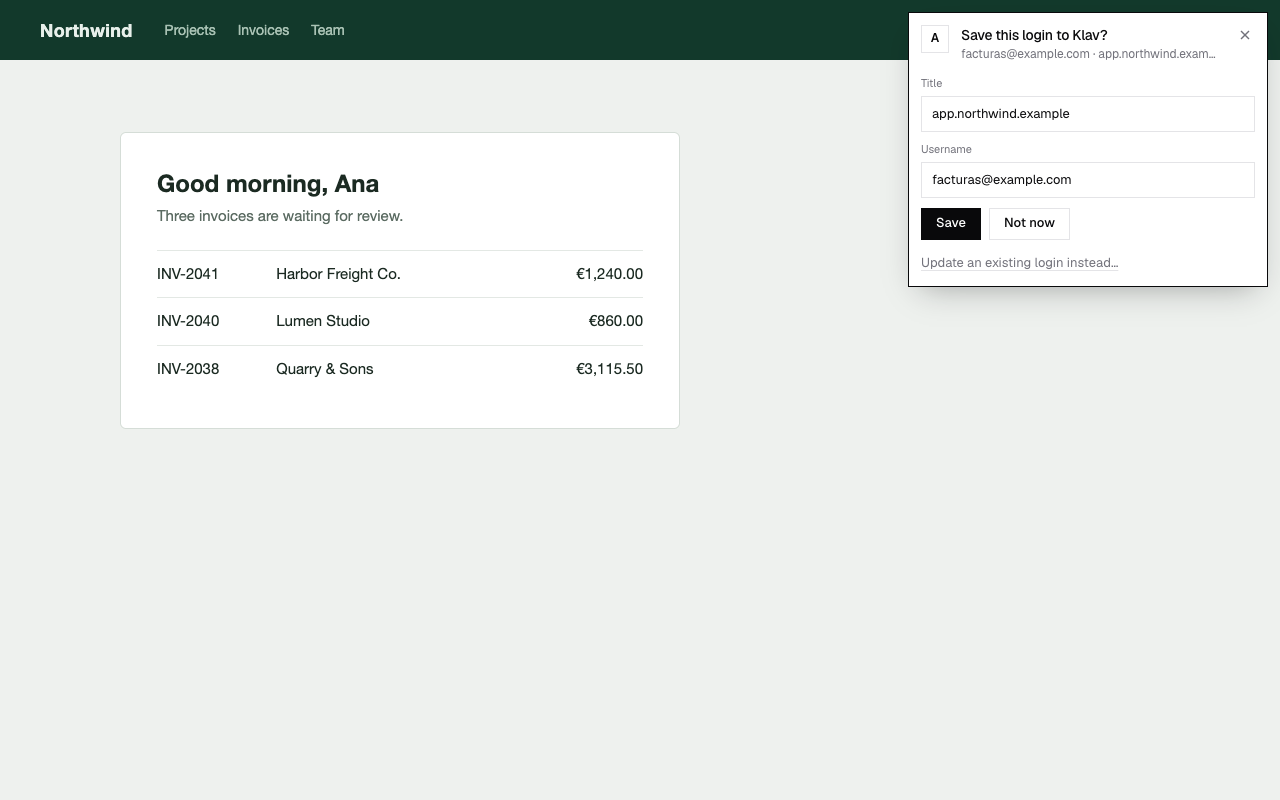 Northwind
Projects
Invoices
Team
A
Save this login to Klav?
facturas@example.com · app.northwind.exam…
Title
app.northwind.example
Username
facturas@example.com
Save
Not now
Update an existing login instead…
Good morning, Ana
Three invoices are waiting for review.
INV-2041 Harbor Freight Co. €1,240.00
INV-2040 Lumen Studio €860.00
INV-2038 Quarry & Sons €3,115.50